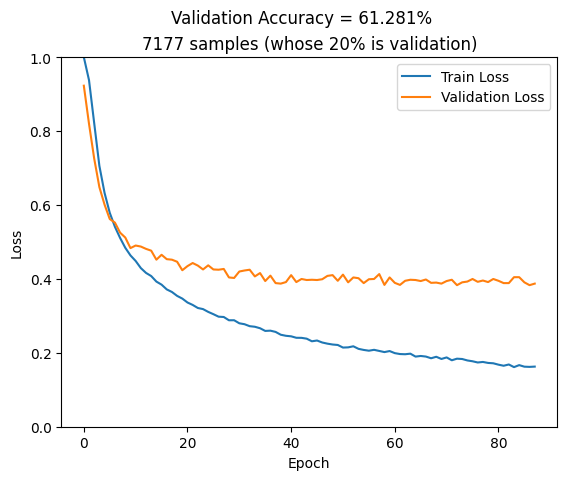 Validation Accuracy = 61.281%
7177 samples (whose 20% is validation)
1.0
0.8
0.6
0.4
0.2
0.0
Loss
Train Loss
Validation Loss
0 20 40 60 80
Epoch